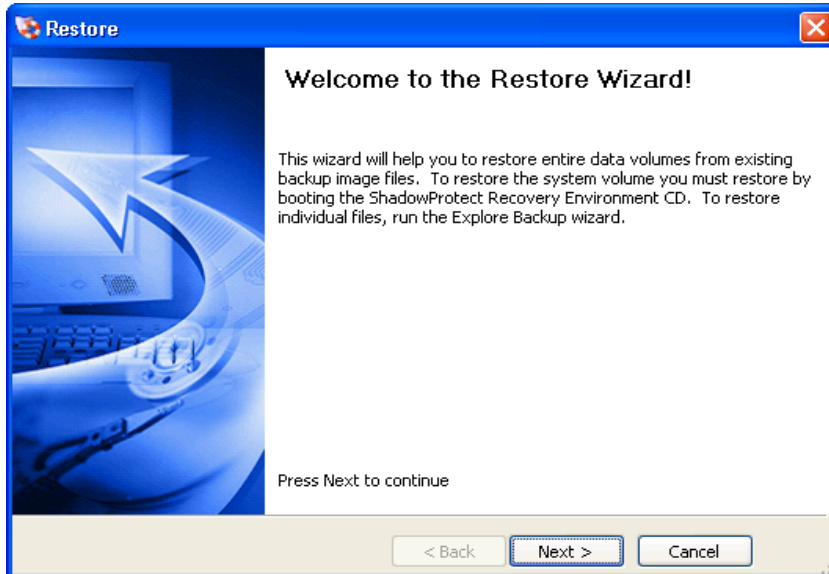 Restore
Welcome to the Restore Wizard!
This wizard will help you to restore entire data volumes from existing
backup image files.  To restore the system volume you must restore by
booting the ShadowProtect Recovery Environment CD.  To restore
individual files, run the Explore Backup wizard.
Press Next to continue
< Back
Next >
Cancel